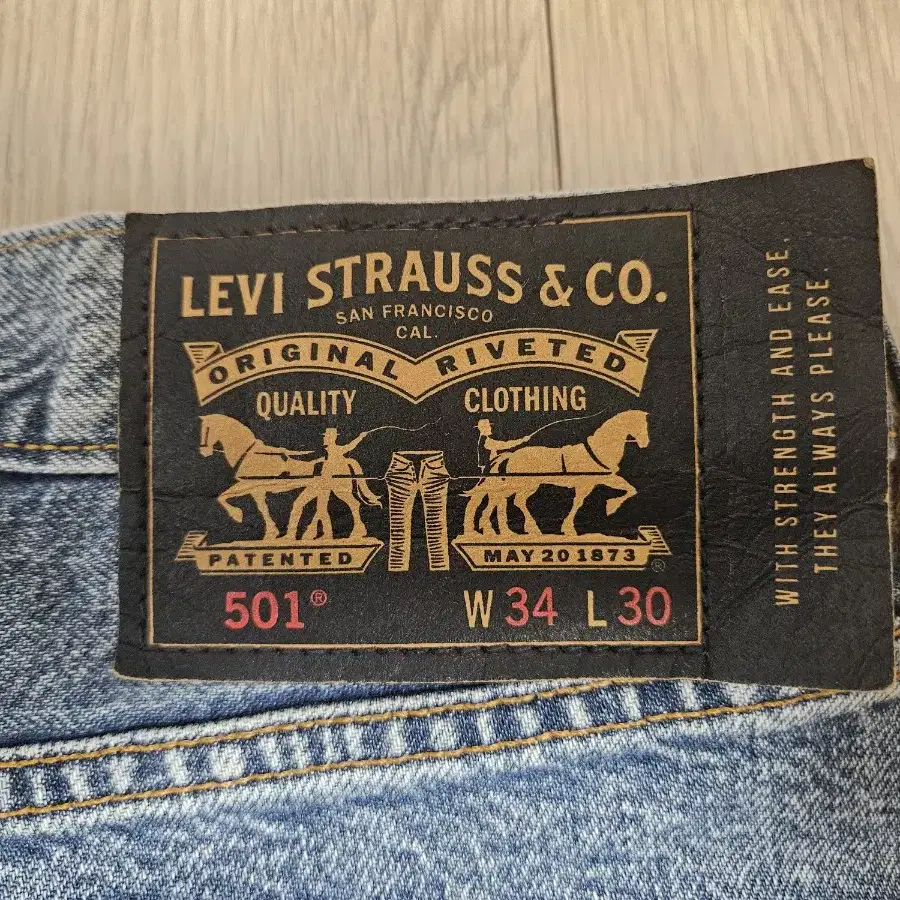 LEVI STRAUSS & CO.
SAN FRANCISCO
CAL.
ORIGINAL RIVETED
QUALITY CLOTHING
PATENTED MAY 20 1873 ®
501® W 34 L 30
WITH STRENGTH AND EASE,
THEY ALWAYS PLEASE.